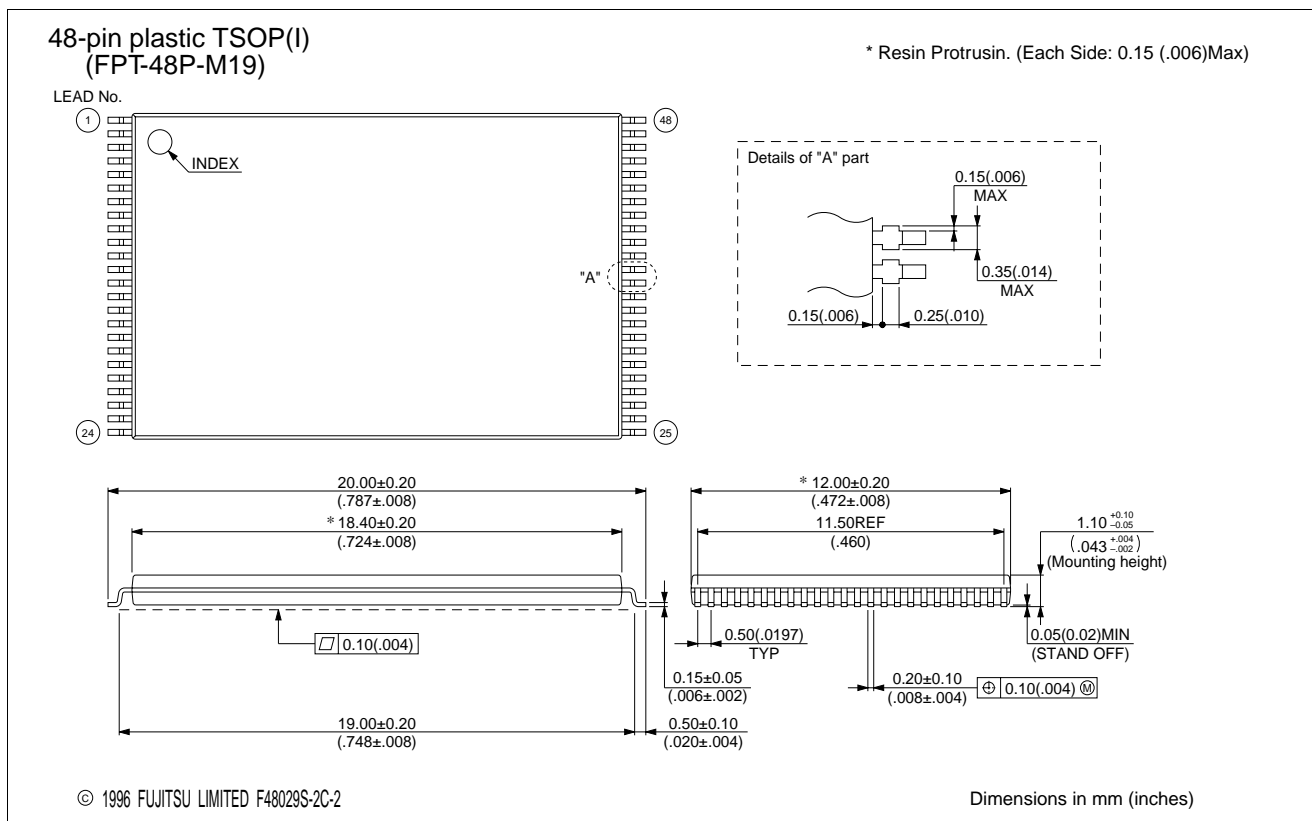 48-pin plastic TSOP(I)
(FPT-48P-M19)
* Resin Protrusin. (Each Side: 0.15 (.006)Max)
LEAD No.
1
48
INDEX
"A"
24
25
Details of "A" part
0.15(.006)
MAX
0.35(.014)
MAX
0.15(.006)
0.25(.010)
20.00±0.20
(.787±.008)
* 18.40±0.20
(.724±.008)
0.10(.004)
0.15±0.05
(.006±.002)
19.00±0.20
(.748±.008)
0.50±0.10
(.020±.004)
* 12.00±0.20
(.472±.008)
11.50REF
(.460)
1.10 +0.10 –0.05
(.043 +.004 –.002)
(Mounting height)
0.50(.0197)
TYP
0.05(0.02)MIN
(STAND OFF)
0.20±0.10
(.008±.004)
⌖ 0.10(.004) Ⓜ
© 1996 FUJITSU LIMITED F48029S-2C-2
Dimensions in mm (inches)